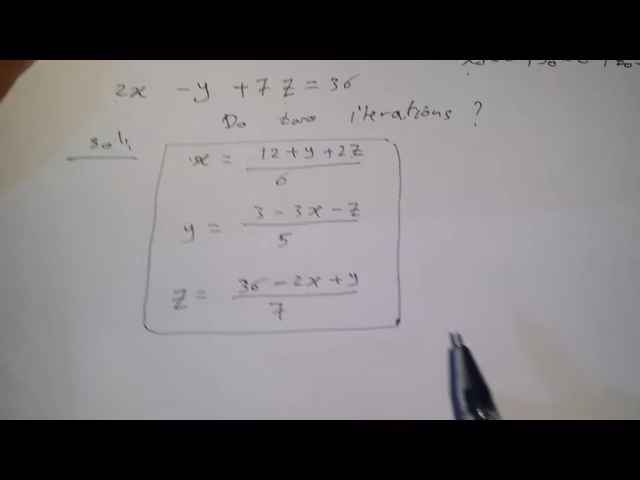 2x - y + 7z = 36
Do two iterations ?
sol:
x = (12 + y + 2z)/6
y = (3 - 3x - z)/5
z = (36 - 2x + y)/7